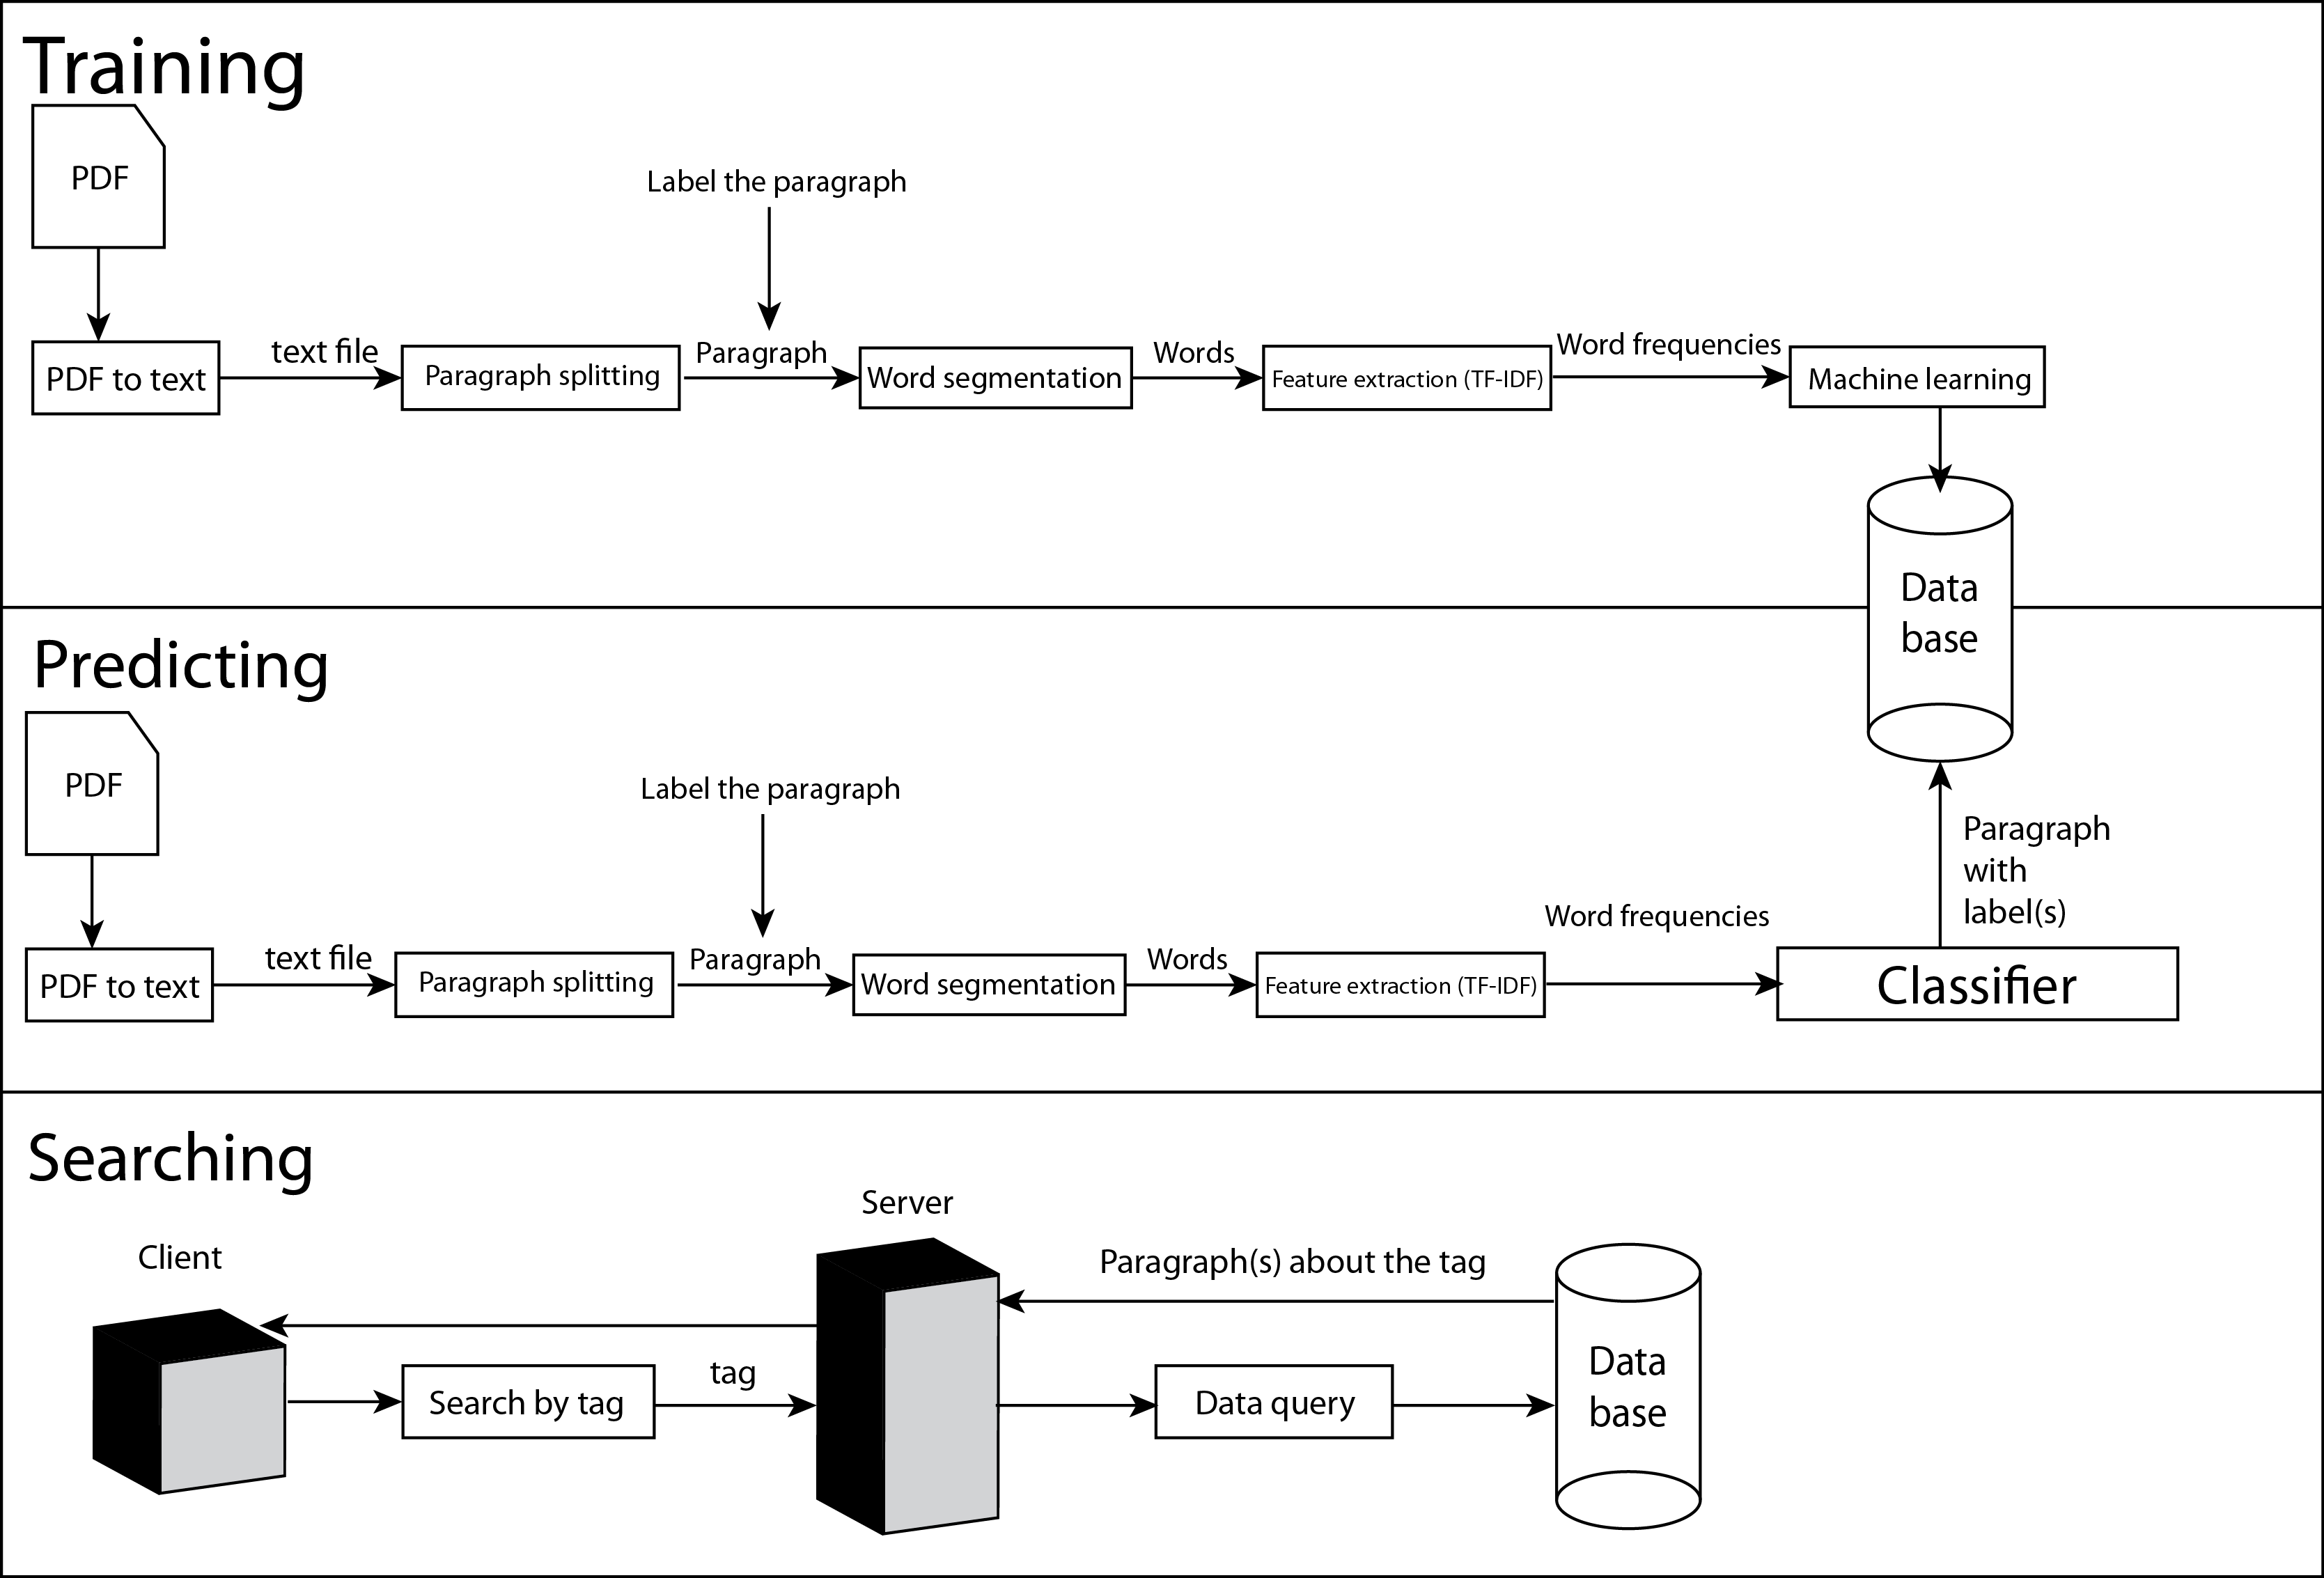 Training
PDF
Label the paragraph
PDF to text
text file
Paragraph splitting
Paragraph
Word segmentation
Words
Feature extraction (TF-IDF)
Word frequencies
Machine learning
Data
base
Predicting
PDF
Label the paragraph
PDF to text
text file
Paragraph splitting
Paragraph
Word segmentation
Words
Feature extraction (TF-IDF)
Word frequencies
Classifier
Paragraph
with
label(s)
Searching
Client
Server
Paragraph(s) about the tag
Search by tag
tag
Data query
Data
base